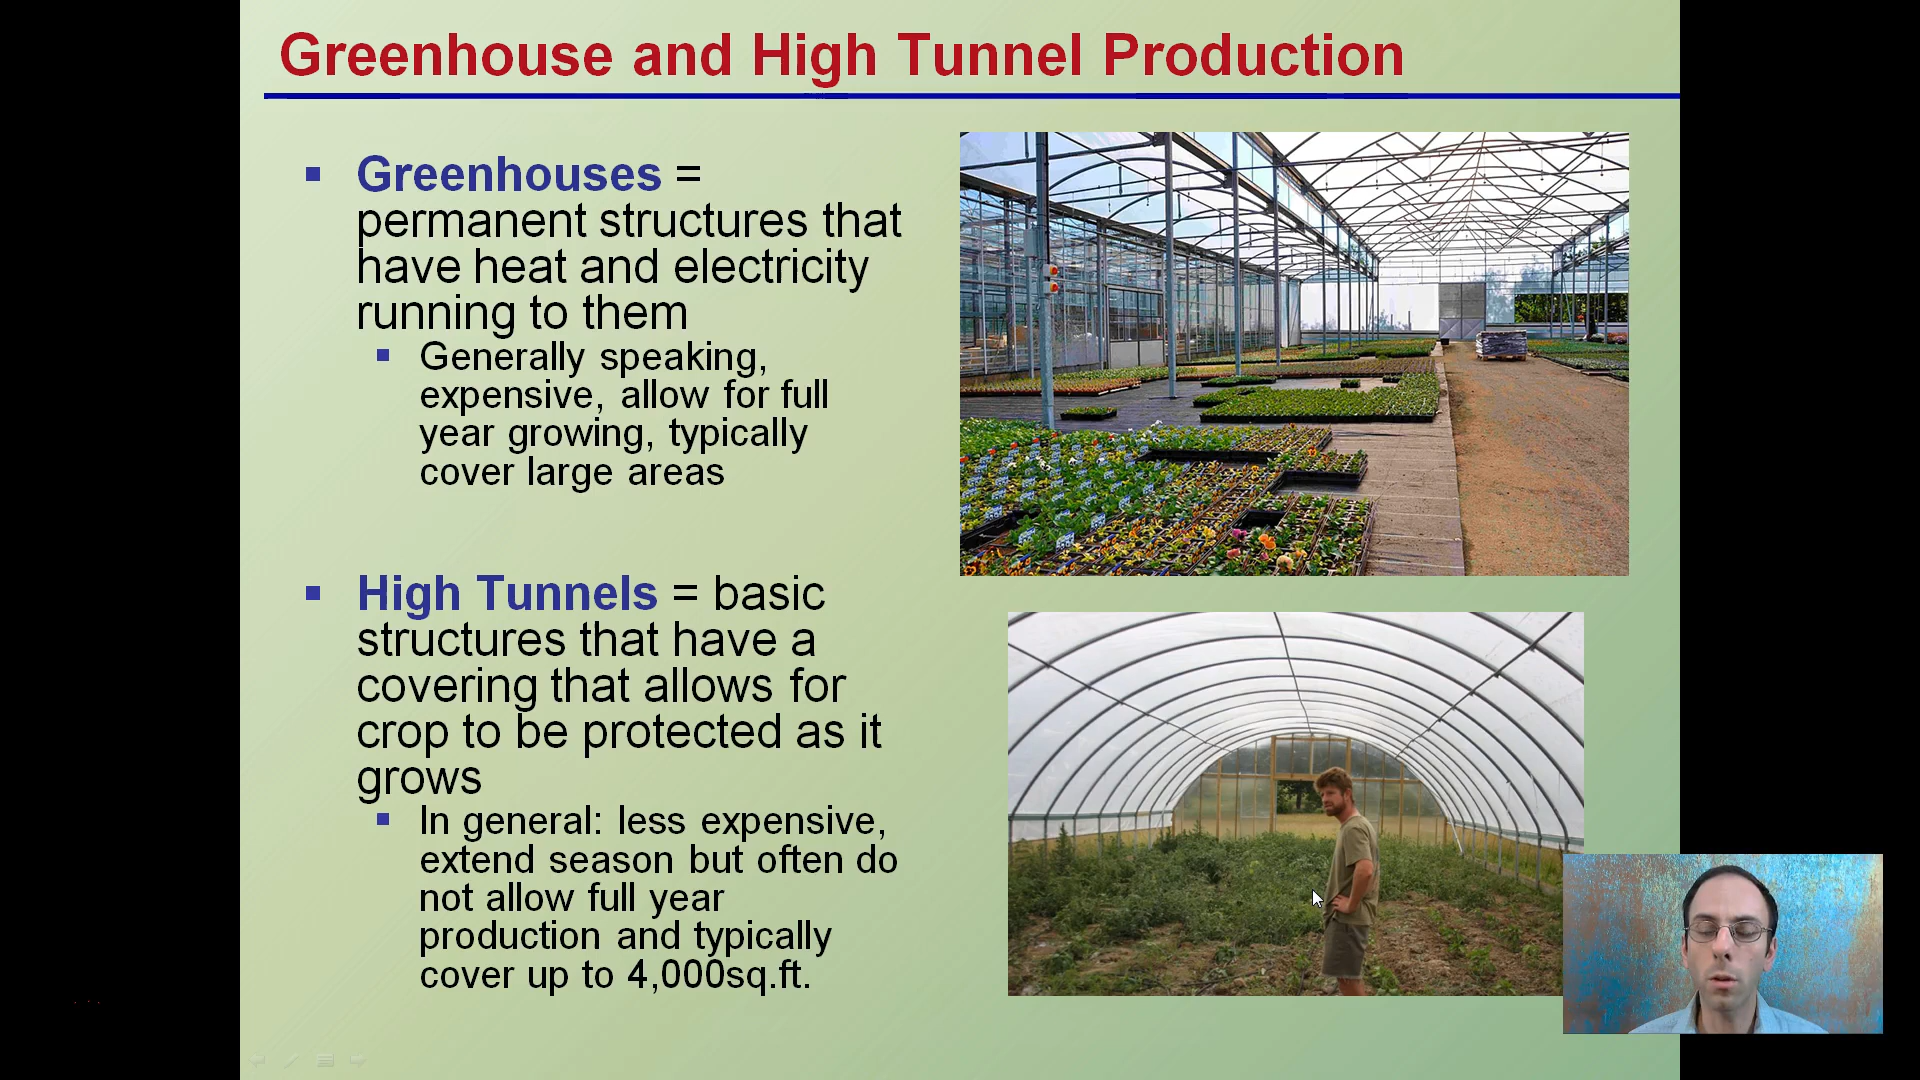 Greenhouse and High Tunnel Production
Greenhouses =
permanent structures that
have heat and electricity
running to them
Generally speaking,
expensive, allow for full
year growing, typically
cover large areas
High Tunnels = basic
structures that have a
covering that allows for
crop to be protected as it
grows
In general: less expensive,
extend season but often do
not allow full year
production and typically
cover up to 4,000sq.ft.